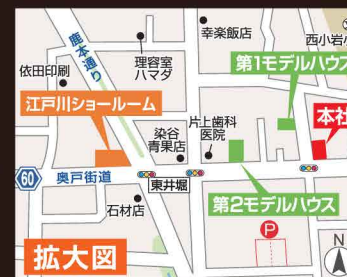 幸楽飯店
西小岩小
鹿本通り
理容室
ハマダ
依田印刷
第1モデルハウス
江戸川ショールーム
本社
片上歯科
医院
染谷
青果店
60
奥戸街道
東井堀
石材店
第2モデルハウス
P
N
拡大図